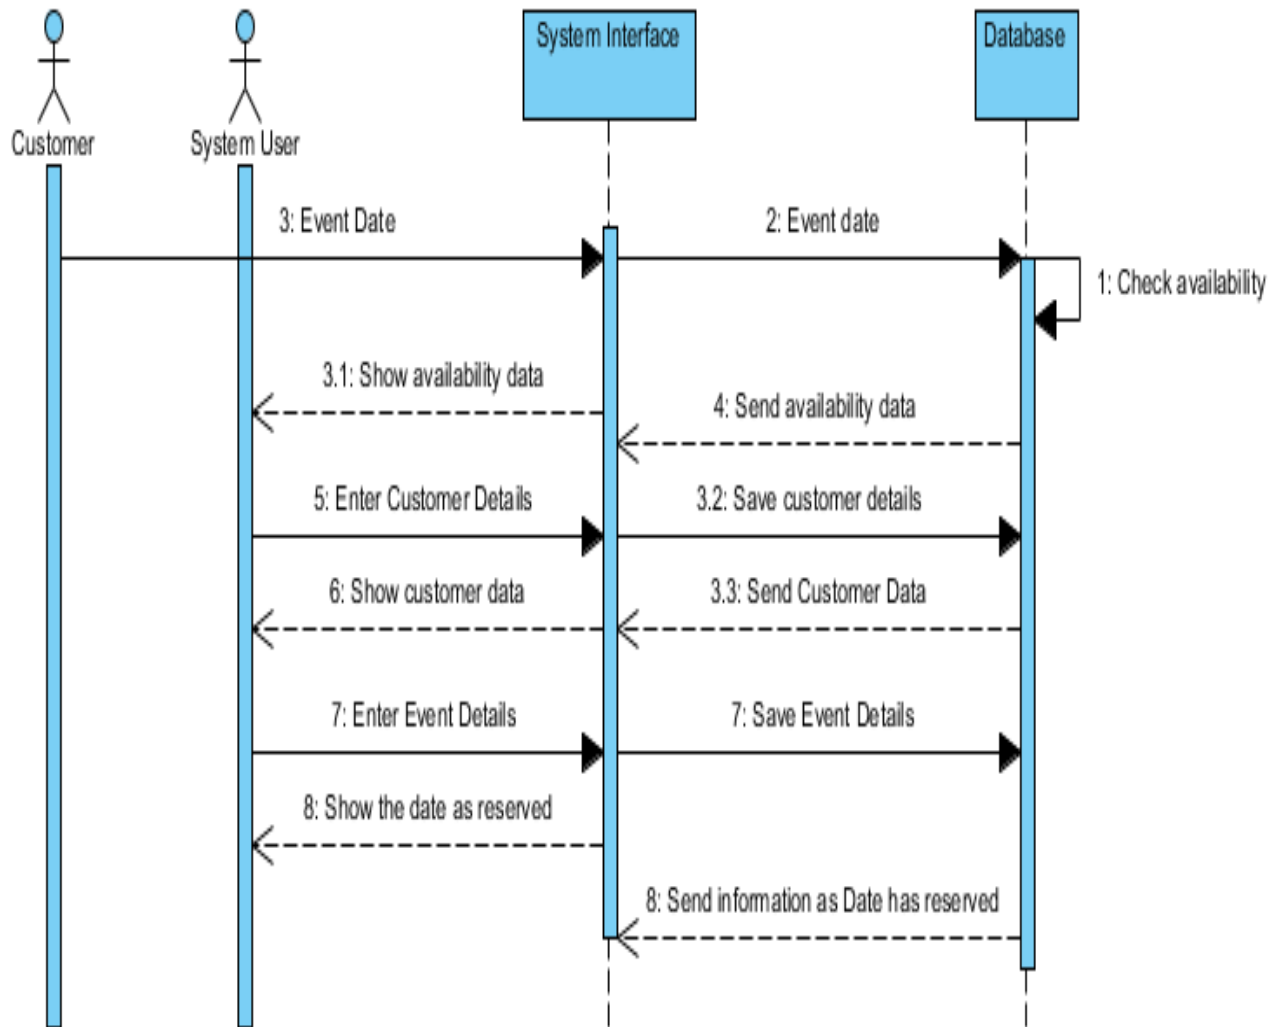 System Interface
Database
Customer
System User
3: Event Date
2: Event date
1: Check availability
3.1: Show availability data
4: Send availability data
5: Enter Customer Details
3.2: Save customer details
6: Show customer data
3.3: Send Customer Data
7: Enter Event Details
7: Save Event Details
8: Show the date as reserved
8: Send information as Date has reserved